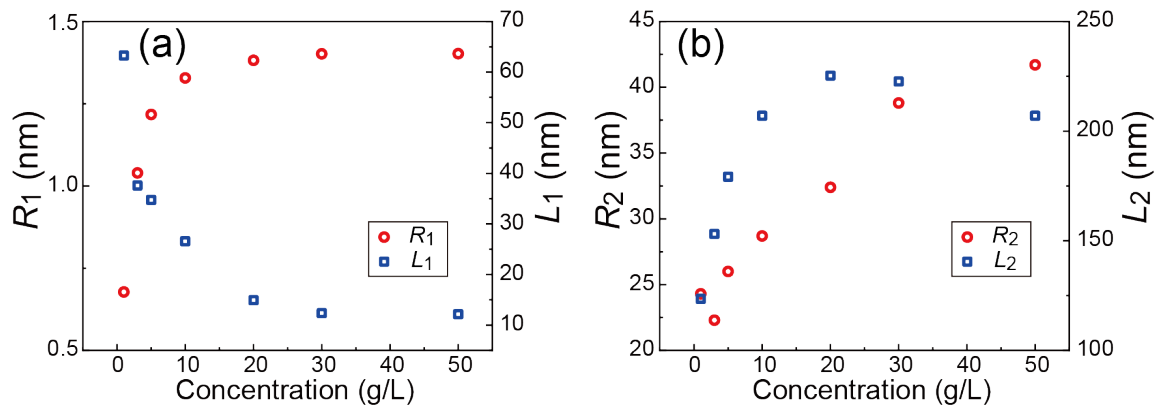 (a)
R1 (nm)
1.5
1.0
0.5
70
60
50
40
30
20
10
L1 (nm)
R1
L1
0 10 20 30 40 50
Concentration (g/L)
(b)
R2 (nm)
45
40
35
30
25
20
250
200
150
100
L2 (nm)
R2
L2
0 10 20 30 40 50
Concentration (g/L)